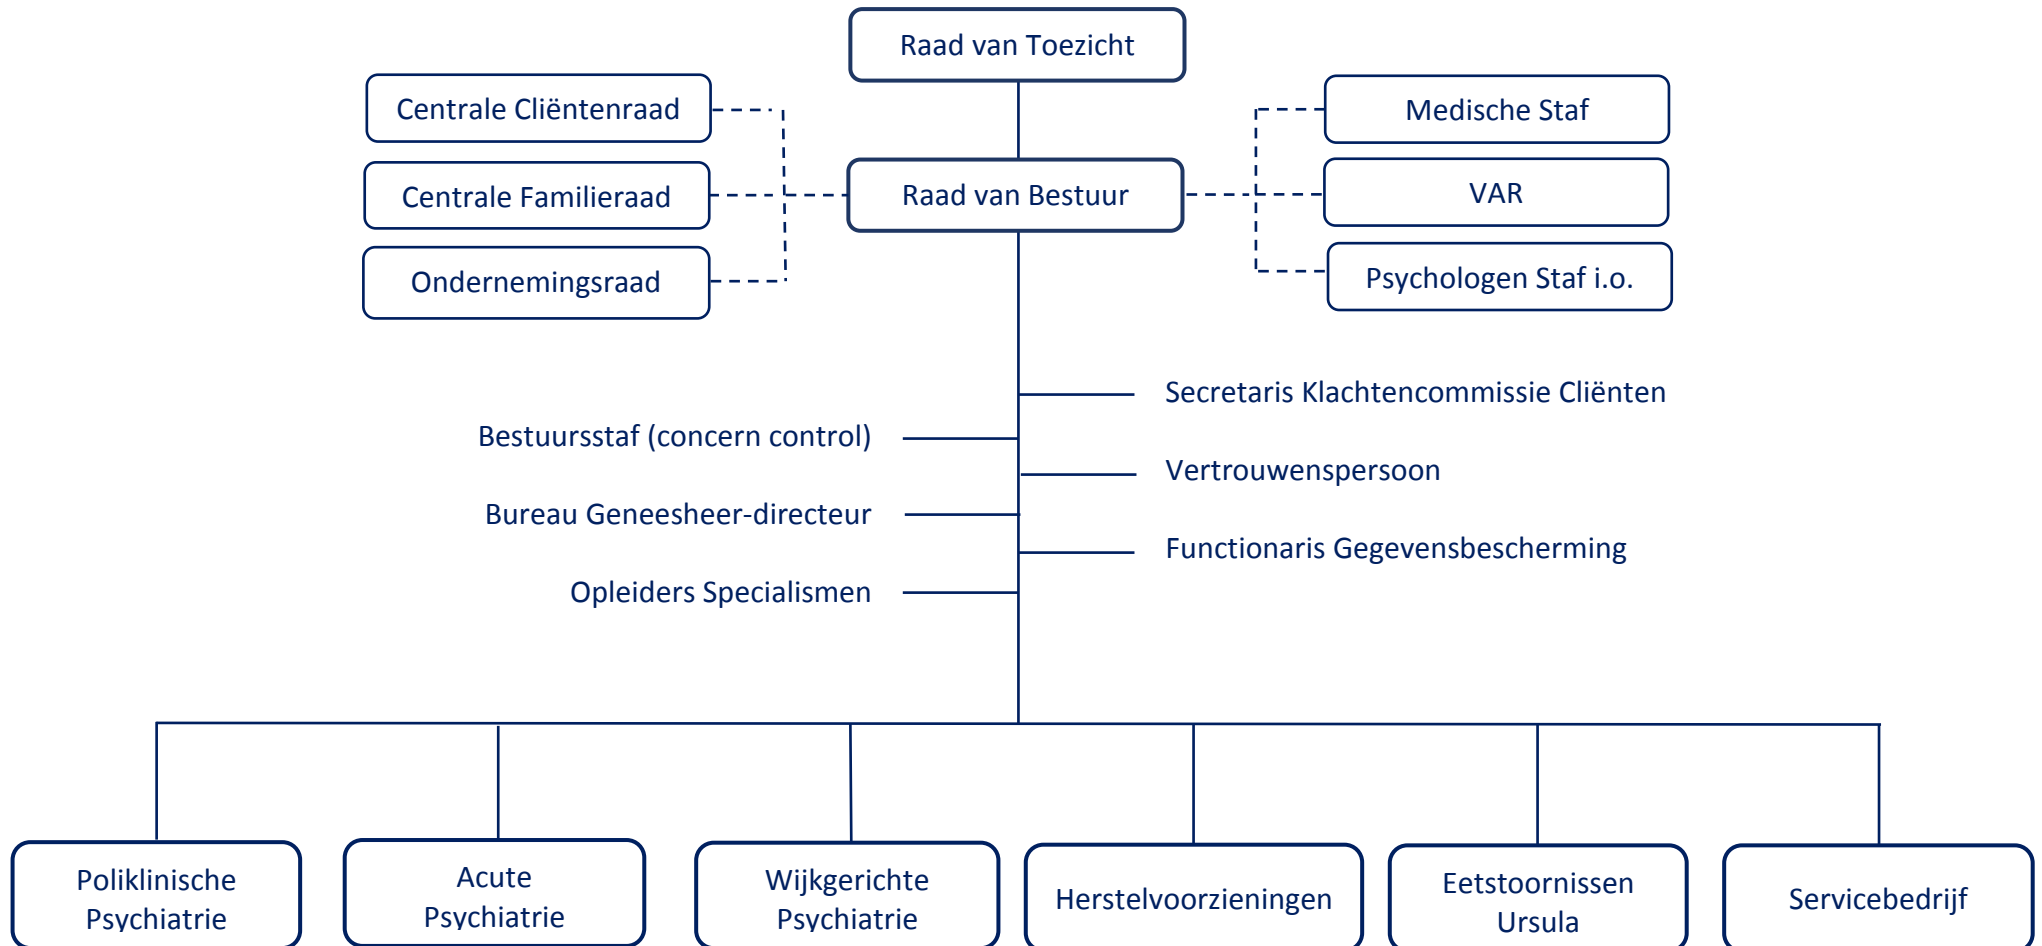 Raad van Toezicht
Centrale Cliëntenraad
Medische Staf
Centrale Familieraad
Raad van Bestuur
VAR
Ondernemingsraad
Psychologen Staf i.o.
Secretaris Klachtencommissie Cliënten
Bestuursstaf (concern control)
Vertrouwenspersoon
Bureau Geneesheer-directeur
Functionaris Gegevensbescherming
Opleiders Specialismen
Poliklinische
Psychiatrie
Acute
Psychiatrie
Wijkgerichte
Psychiatrie
Herstelvoorzieningen
Eetstoornissen
Ursula
Servicebedrijf